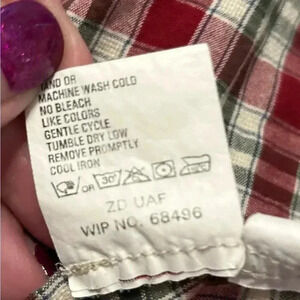 HAND OR
MACHINE WASH COLD
NO BLEACH
LIKE COLORS
GENTLE CYCLE
TUMBLE DRY LOW
REMOVE PROMPTLY
COOL IRON
OR 30°
ZD UAF
WIP NO. 68496